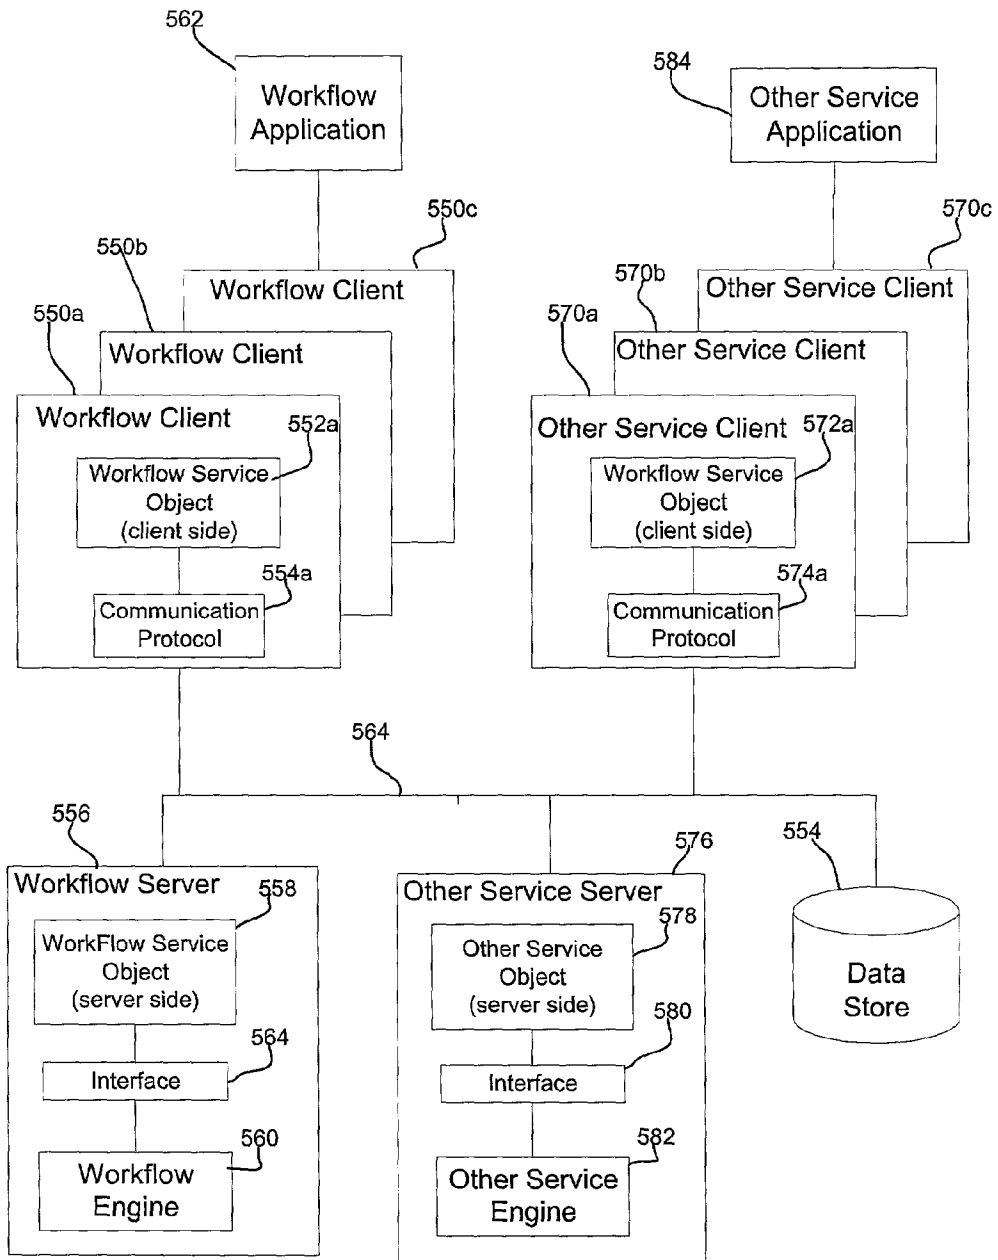 562
Workflow
Application
584
Other Service
Application
550c
Workflow Client
570c
Other Service Client
550b
Workflow Client
570b
Other Service Client
550a
Workflow Client
552a
Workflow Service
Object
(client side)
554a
Communication
Protocol
570a
Other Service Client
572a
Workflow Service
Object
(client side)
574a
Communication
Protocol
564
556
Workflow Server
558
WorkFlow Service
Object
(server side)
564
Interface
560
Workflow
Engine
576
Other Service Server
578
Other Service
Object
(server side)
580
Interface
582
Other Service
Engine
554
Data
Store